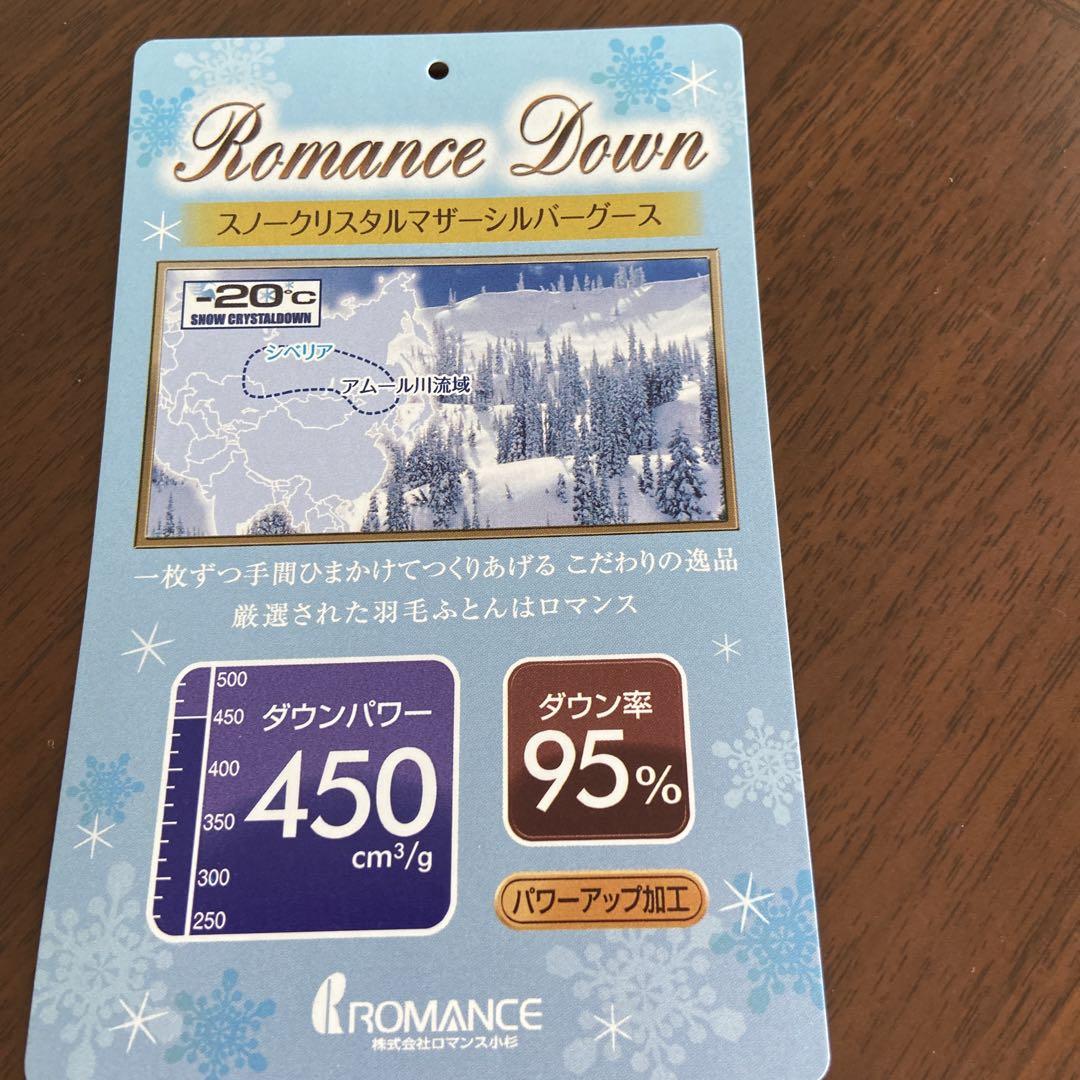 Romance Down
スノークリスタルマザーシルバーグース
-20℃
SNOW CRYSTALDOWN
シベリア
アムール川流域
一枚ずつ手間ひまかけてつくりあげる こだわりの逸品
厳選された羽毛ふとんはロマンス
500
450
400
350
300
250
ダウンパワー
450
cm³/g
ダウン率
95%
パワーアップ加工
ROMANCE
株式会社ロマンス小杉